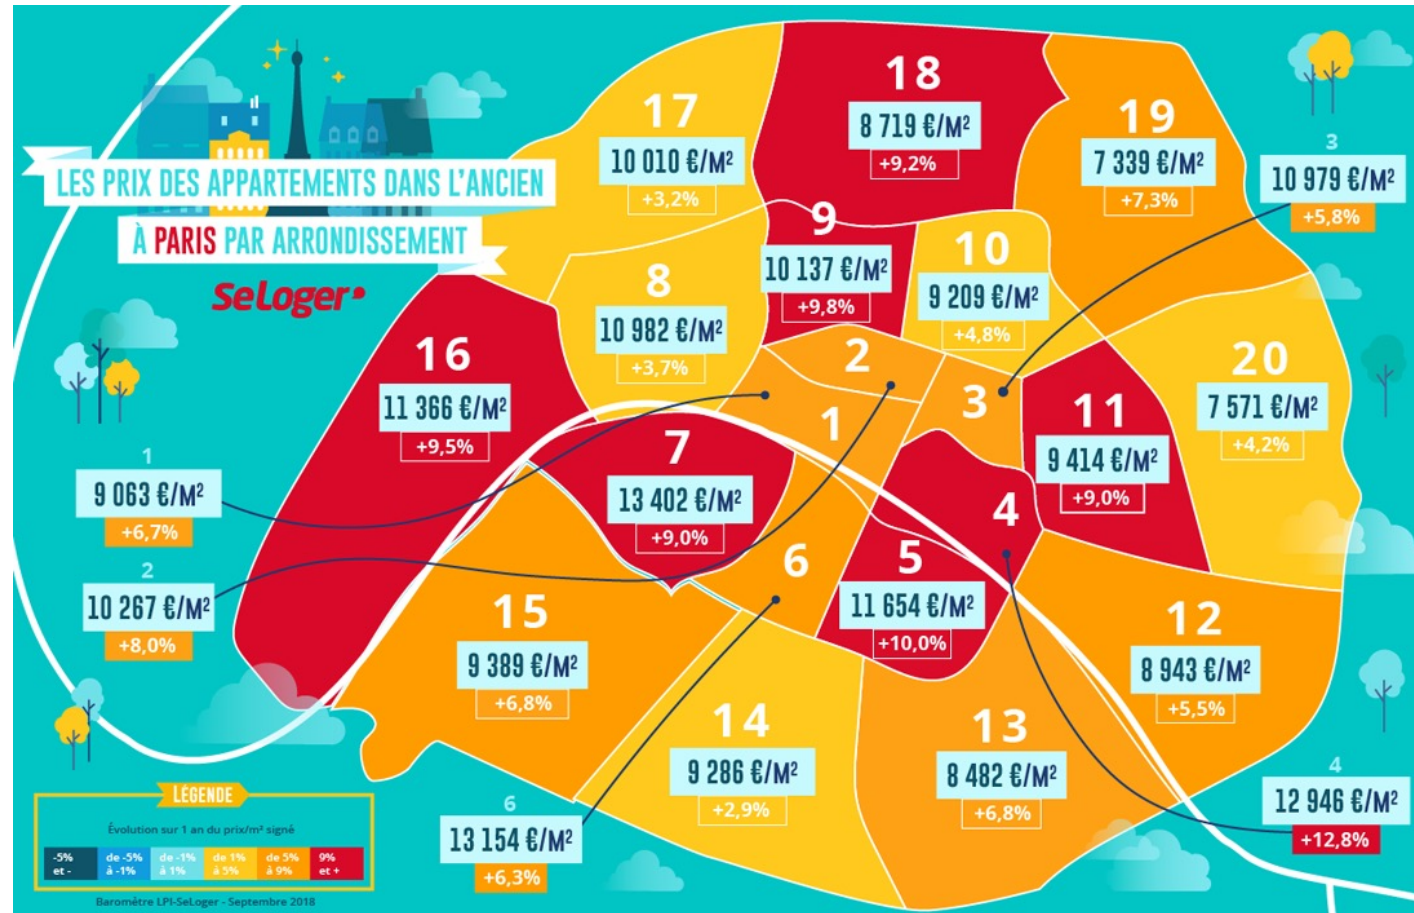 LES PRIX DES APPARTEMENTS DANS L'ANCIEN
À PARIS PAR ARRONDISSEMENT
SeLoger
17
10 010 €/M²
+3,2%
18
8 719 €/M²
+9,2%
19
7 339 €/M²
+7,3%
3
10 979 €/M²
+5,8%
8
10 982 €/M²
+3,7%
9
10 137 €/M²
+9,8%
10
9 209 €/M²
+4,8%
16
11 366 €/M²
+9,5%
2
1
3
11
9 414 €/M²
+9,0%
20
7 571 €/M²
+4,2%
1
9 063 €/M²
+6,7%
2
10 267 €/M²
+8,0%
7
13 402 €/M²
+9,0%
6
4
5
11 654 €/M²
+10,0%
15
9 389 €/M²
+6,8%
12
8 943 €/M²
+5,5%
14
9 286 €/M²
+2,9%
13
8 482 €/M²
+6,8%
6
13 154 €/M²
+6,3%
4
12 946 €/M²
+12,8%
LÉGENDE
Évolution sur 1 an du prix/m² signé
-5% et -
de -5% à -1%
de -1% à 1%
de 1% à 5%
de 5% à 9%
9% et +
Baromètre LPI-SeLoger - Septembre 2018